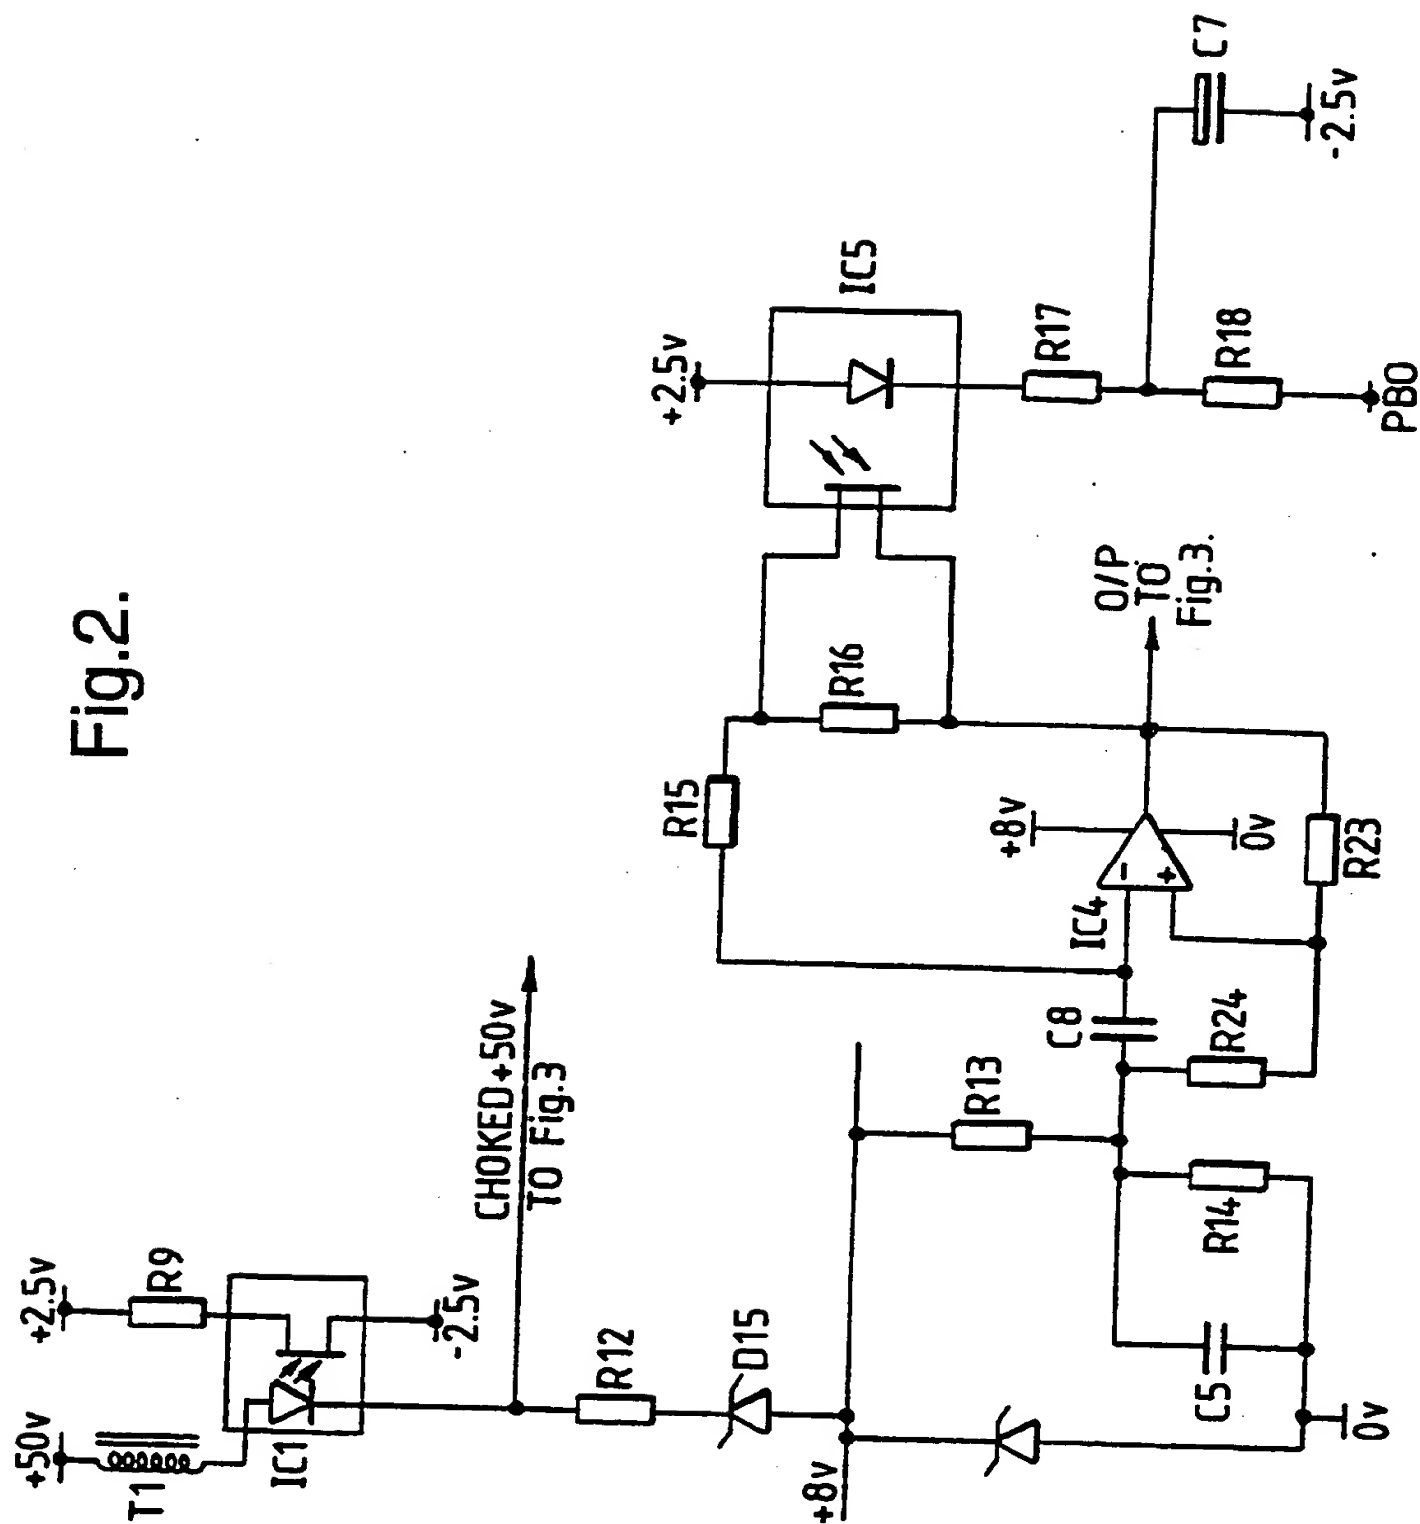 Fig.2.
+50v
T1
+2.5v
R9
IC1
-2.5v
CHOKED+50v
TO Fig.3
R12
D15
+8v
R13
C5
R14
0v
C8
R24
IC4
-
+
+8v
0v
R23
R15
R16
O/P
TO
Fig.3.
+2.5v
IC5
R17
R18
PB0
C7
-2.5v